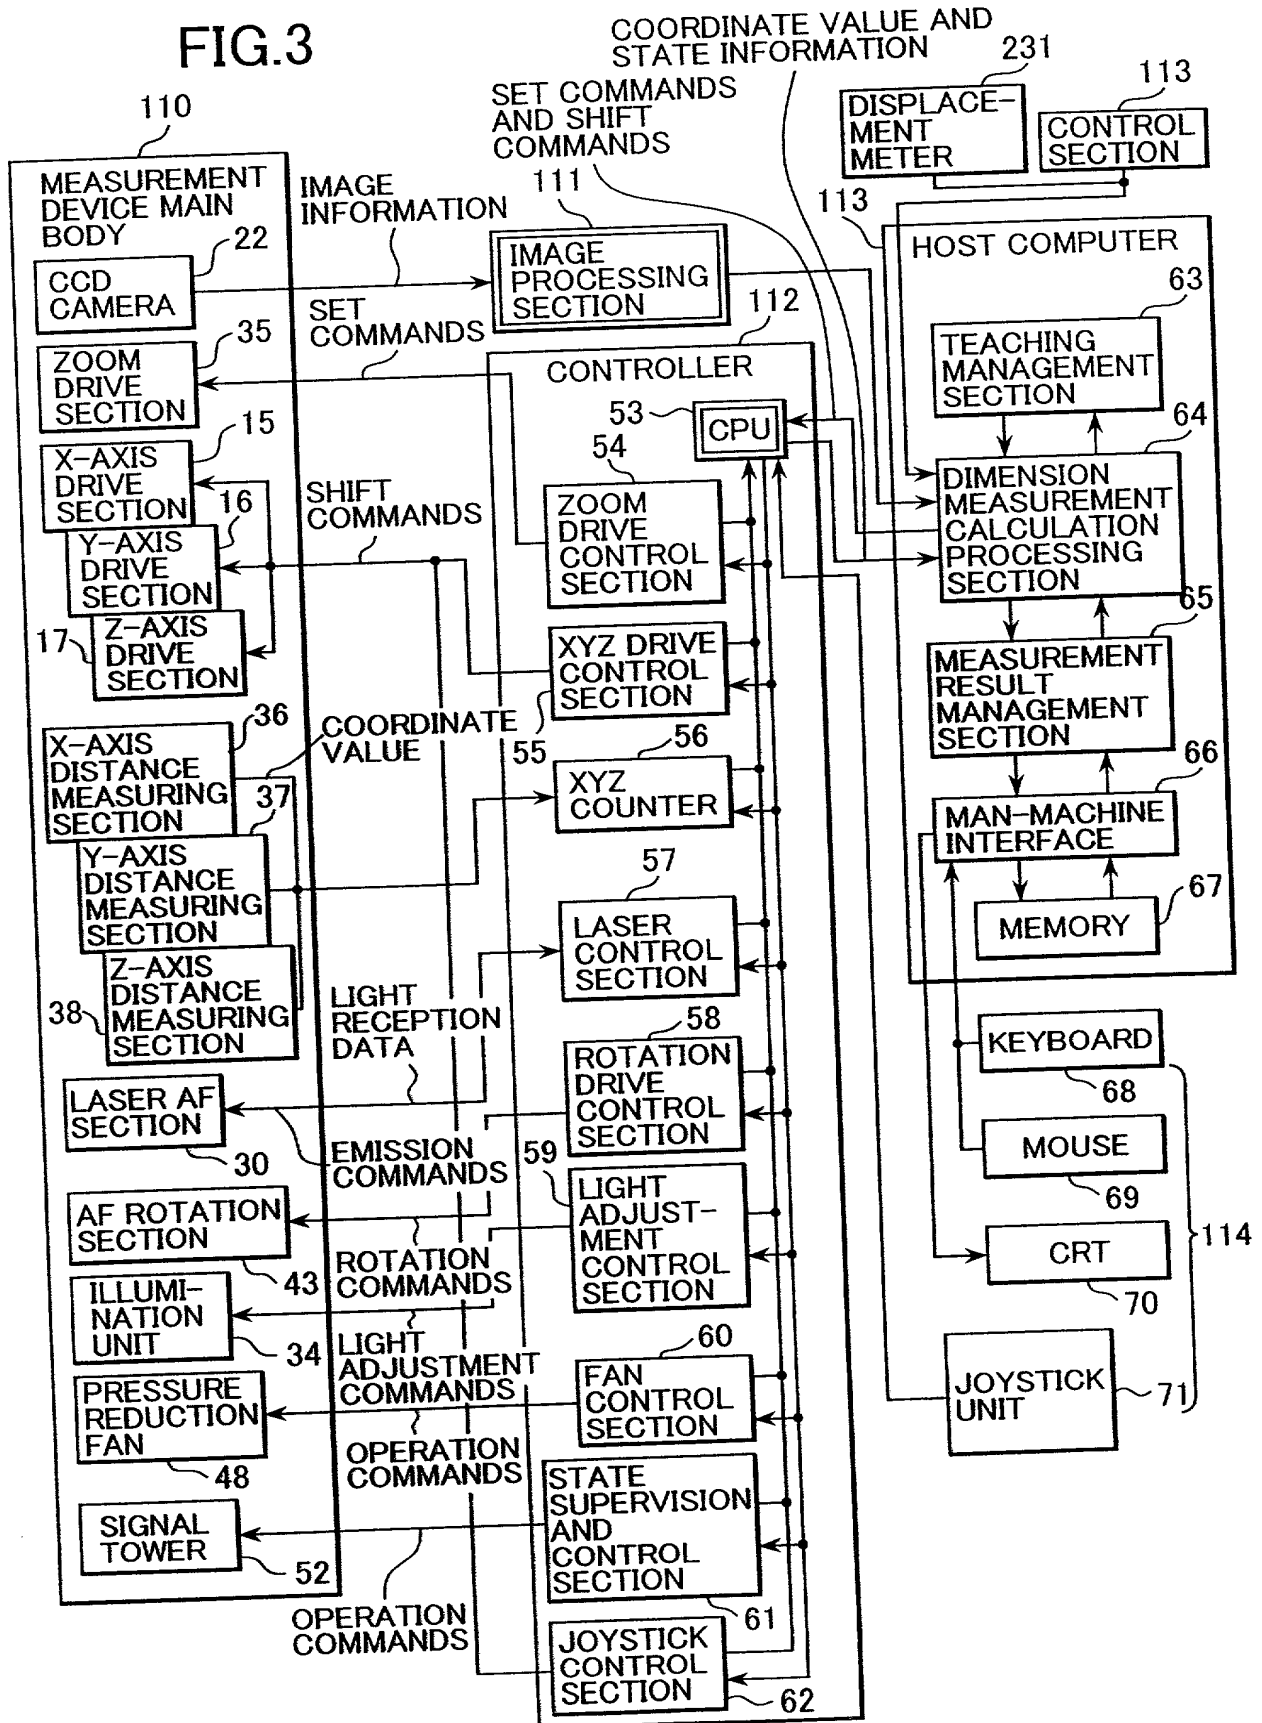 FIG.3
COORDINATE VALUE AND
STATE INFORMATION
SET COMMANDS
AND SHIFT
COMMANDS
231
DISPLACE-
MENT
METER
113
CONTROL
SECTION
110
MEASUREMENT
DEVICE MAIN
BODY
IMAGE
INFORMATION
111
IMAGE
PROCESSING
SECTION
113
HOST COMPUTER
22
CCD
CAMERA
SET
COMMANDS
112
CONTROLLER
63
TEACHING
MANAGEMENT
SECTION
35
ZOOM
DRIVE
SECTION
53
CPU
64
DIMENSION
MEASUREMENT
CALCULATION
PROCESSING
SECTION
15
X-AXIS
DRIVE
SECTION
54
ZOOM
DRIVE
CONTROL
SECTION
16
Y-AXIS
DRIVE
SECTION
SHIFT
COMMANDS
17
Z-AXIS
DRIVE
SECTION
XYZ DRIVE
CONTROL
SECTION
55
65
MEASUREMENT
RESULT
MANAGEMENT
SECTION
36
X-AXIS
DISTANCE
MEASURING
SECTION
COORDINATE
VALUE
56
XYZ
COUNTER
66
MAN-MACHINE
INTERFACE
37
Y-AXIS
DISTANCE
MEASURING
SECTION
57
LASER
CONTROL
SECTION
67
MEMORY
38
Z-AXIS
DISTANCE
MEASURING
SECTION
LIGHT
RECEPTION
DATA
58
ROTATION
DRIVE
CONTROL
SECTION
KEYBOARD
68
LASER AF
SECTION
30
EMISSION
COMMANDS
59
LIGHT
ADJUST-
MENT
CONTROL
SECTION
MOUSE
69
AF ROTATION
SECTION
43
ROTATION
COMMANDS
CRT
70
114
ILLUMI-
NATION
UNIT
34
LIGHT
ADJUSTMENT
COMMANDS
60
FAN
CONTROL
SECTION
JOYSTICK
UNIT
71
PRESSURE
REDUCTION
FAN
48
OPERATION
COMMANDS
STATE
SUPERVISION
AND
CONTROL
SECTION
61
SIGNAL
TOWER
52
OPERATION
COMMANDS
JOYSTICK
CONTROL
SECTION
62